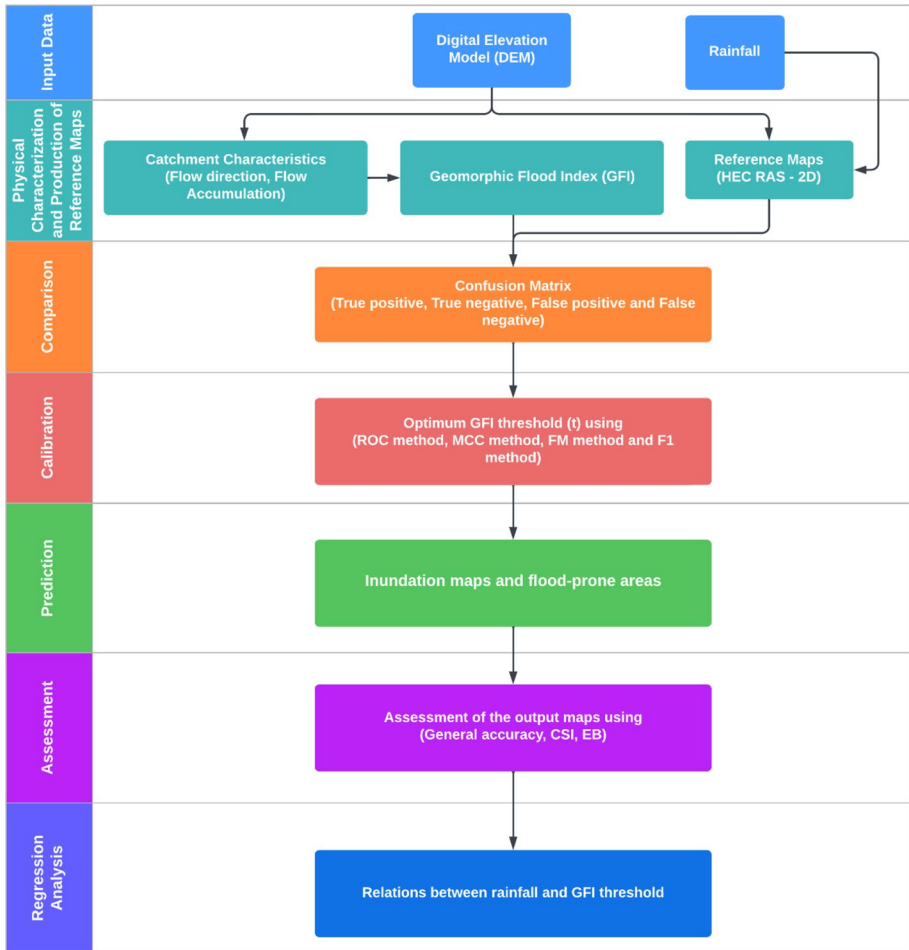 Input Data
Digital Elevation
Model (DEM)
Rainfall
Physical
Characterization
and Production of
Reference Maps
Catchment Characteristics
(Flow direction, Flow
Accumulation)
Geomorphic Flood Index (GFI)
Reference Maps
(HEC RAS - 2D)
Comparison
Confusion Matrix
(True positive, True negative, False positive and False
negative)
Calibration
Optimum GFI threshold (t) using
(ROC method, MCC method, FM method and F1
method)
Prediction
Inundation maps and flood-prone areas
Assessment
Assessment of the output maps using
(General accuracy, CSI, EB)
Regression
Analysis
Relations between rainfall and GFI threshold